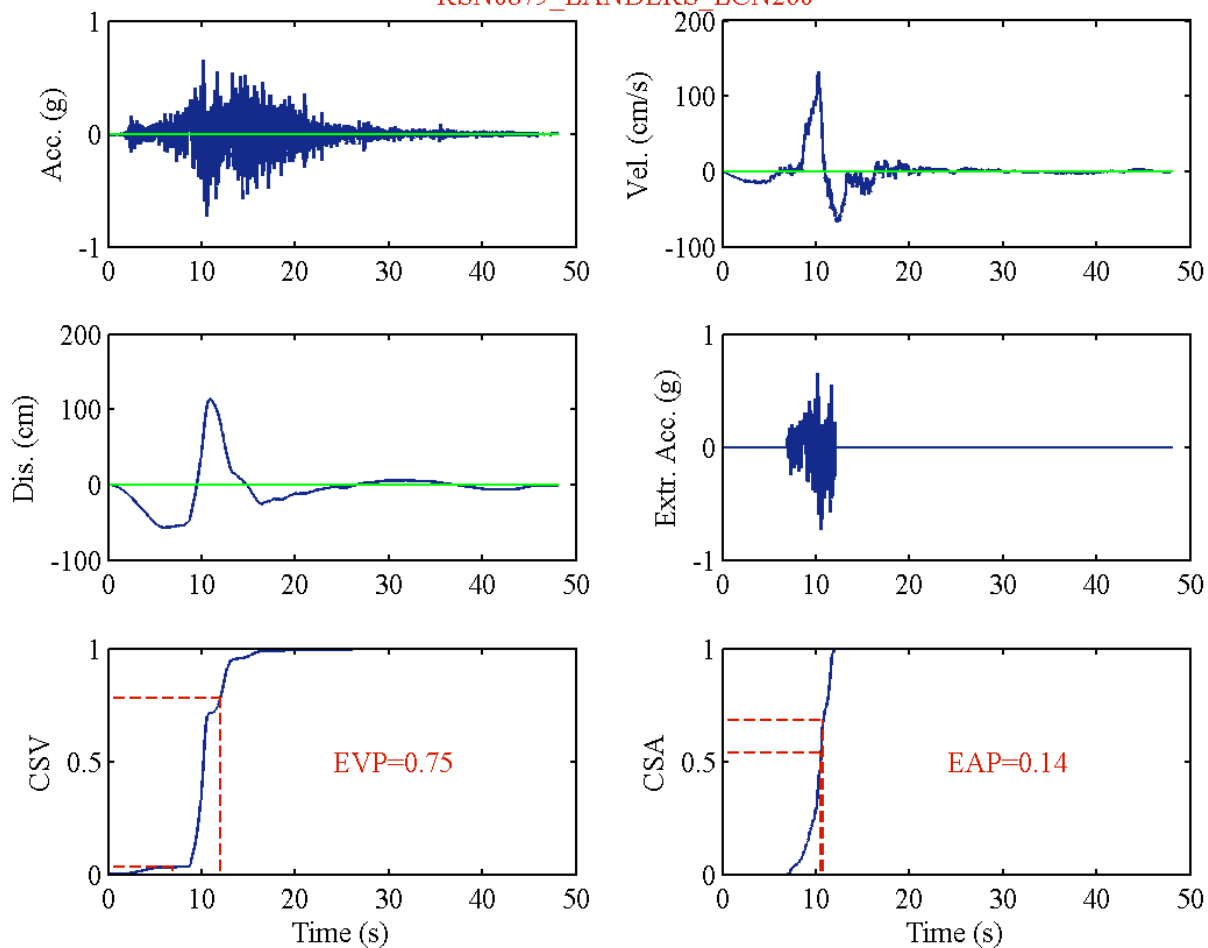 RSN0879_LANDERS_LCN260
Acc. (g)
1
0
-1
0 10 20 30 40 50
Vel. (cm/s)
200
100
0
-100
0 10 20 30 40 50
Dis. (cm)
200
100
0
-100
0 10 20 30 40 50
Extr. Acc. (g)
1
0
-1
0 10 20 30 40 50
CSV
1
0.5
0
EVP=0.75
0 10 20 30 40 50
Time (s)
CSA
1
0.5
0
EAP=0.14
0 10 20 30 40 50
Time (s)